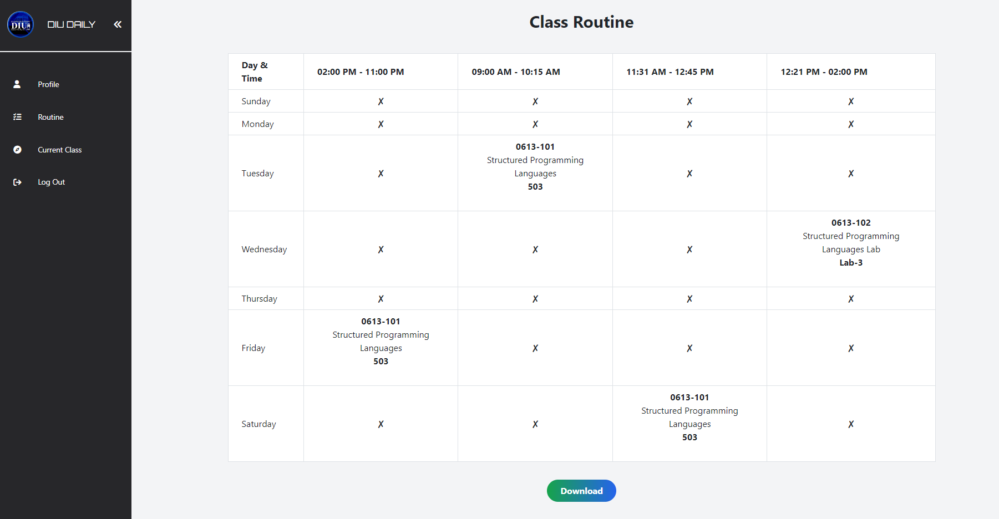 DIU
DIU DAILY
Profile
Routine
Current Class
Log Out
Class Routine
Day &
Time
02:00 PM - 11:00 PM
09:00 AM - 10:15 AM
11:31 AM - 12:45 PM
12:21 PM - 02:00 PM
Sunday
✗
✗
✗
✗
Monday
✗
✗
✗
✗
Tuesday
✗
0613-101
Structured Programming
Languages
503
✗
✗
Wednesday
✗
✗
✗
0613-102
Structured Programming
Languages Lab
Lab-3
Thursday
✗
✗
✗
✗
Friday
0613-101
Structured Programming
Languages
503
✗
✗
✗
Saturday
✗
✗
0613-101
Structured Programming
Languages
503
✗
Download